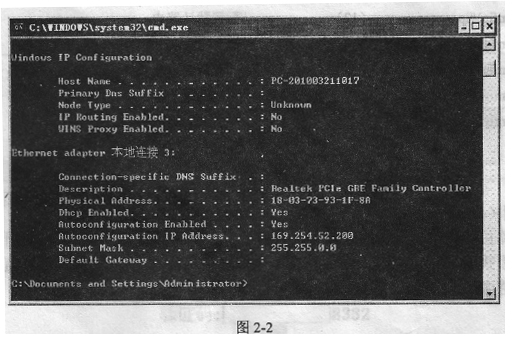 C:\WINDOWS\system32\cmd.exe
Windows IP Configuration
Host Name . . . . . . . . . . . . : PC-201003211017
Primary Dns Suffix . . . . . . . :
Node Type . . . . . . . . . . . . : Unknown
IP Routing Enabled. . . . . . . . : No
WINS Proxy Enabled. . . . . . . . : No
Ethernet adapter 本地连接 3:
Connection-specific DNS Suffix . :
Description . . . . . . . . . . . : Realtek PCIe GBE Family Controller
Physical Address. . . . . . . . . : 18-03-73-93-1F-8A
Dhcp Enabled. . . . . . . . . . . : Yes
Autoconfiguration Enabled . . . . : Yes
Autoconfiguration IP Address. . . : 169.254.52.200
Subnet Mask . . . . . . . . . . . : 255.255.0.0
Default Gateway . . . . . . . . . :
C:\Documents and Settings\Administrator>
图 2-2